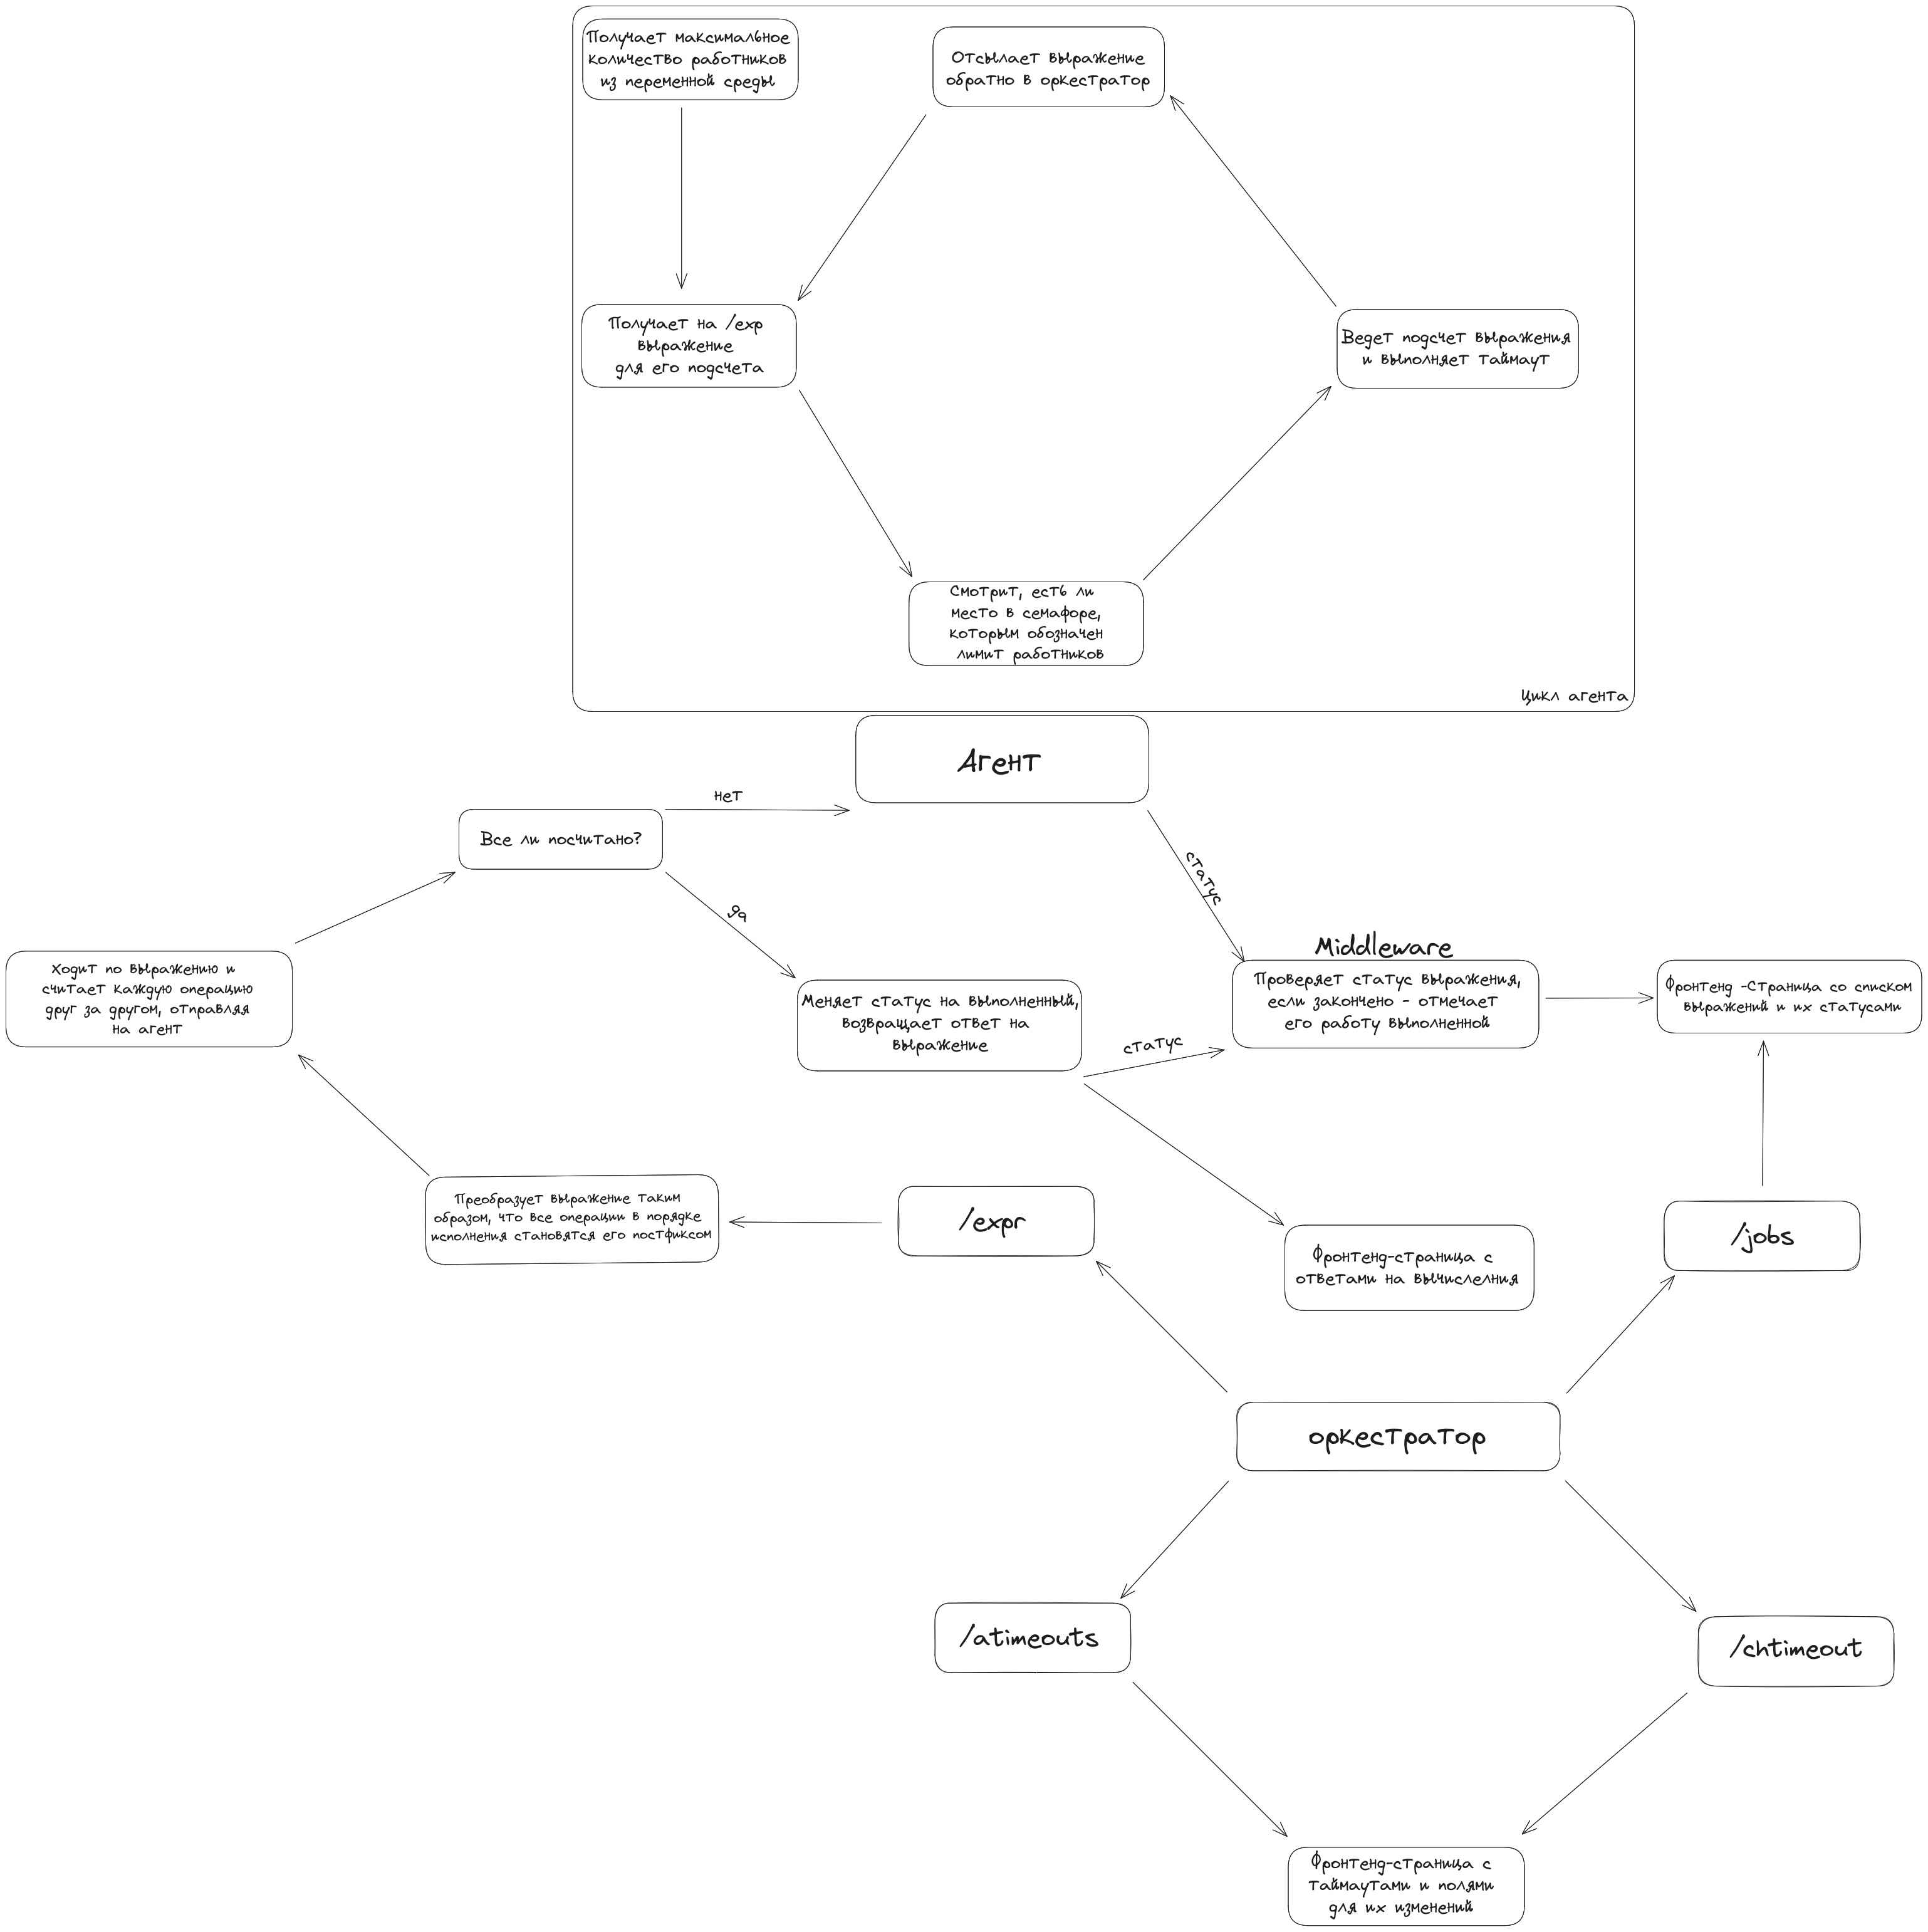 Получает максимальное
количество работников
из переменной среды
Отсылает выражение
обратно в оркестратор
Получает на /exp
выражение
для его подсчета
Ведет подсчет выражения
и выполняет таймаут
Смотрит, есть ли
место в семафоре,
которым обозначен
лимит работников
Цикл агента
Агент
нет
Все ли посчитано?
да
статус
Middleware
Ходит по выражению и
считает каждую операцию
друг за другом, отправляя
на агент
Меняет статус на выполненный,
возвращает ответ на
выражение
статус
Проверяет статус выражения,
если закончено - отмечает
его работу выполненной
Фронтенд -Страница со списком
выражений и их статусами
Преобразует выражение таким
образом, что все операции в порядке
исполнения становятся его постфиксом
/expr
Фронтенд-страница с
ответами на вычислелния
/jobs
оркестратор
/atimeouts
/chtimeout
Фронтенд-страница с
таймаутами и полями
для их изменений